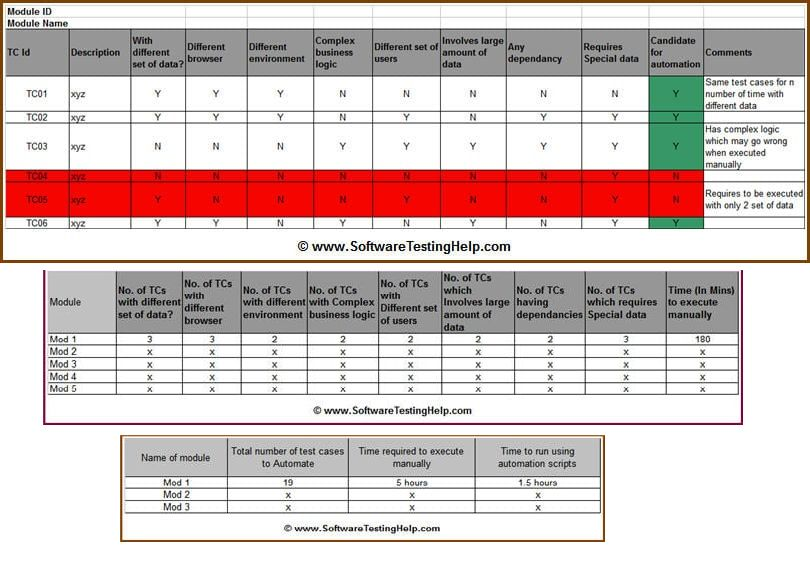 Module ID
Module Name
TC Id Description With different set of data? Different browser Different environment Complex business logic Different set of users Involves large amount of data Any dependancy Requires Special data Candidate for automation Comments
TC01 xyz Y Y Y N N N N N Y Same test cases for n number of time with different data
TC02 xyz Y Y Y N Y N Y Y Y
TC03 xyz N N N Y Y Y Y Y Y Has complex logic which may go wrong when executed manually
TC04 xyz N N N N N N N Y N
TC05 xyz Y N N N Y N N Y N Requires to be executed with only 2 set of data
TC06 xyz Y Y N Y N Y N Y Y
© www.SoftwareTestingHelp.com
Module No. of TCs with different set of data? No. of TCs with different browser No. of TCs with different environment No. of TCs with Complex business logic No. of TCs with Different set of users No. of TCs which Involves large amount of data No. of TCs having dependancies No. of TCs which requires Special data Time (In Mins) to execute manually
Mod 1 3 3 2 2 2 2 2 3 180
Mod 2 x x x x x x x x x
Mod 3 x x x x x x x x x
Mod 4 x x x x x x x x x
Mod 5 x x x x x x x x x
© www.SoftwareTestingHelp.com
Name of module Total number of test cases to Automate Time required to execute manually Time to run using automation scripts
Mod 1 19 5 hours 1.5 hours
Mod 2 x x x
Mod 3 x x x
© www.SoftwareTestingHelp.com